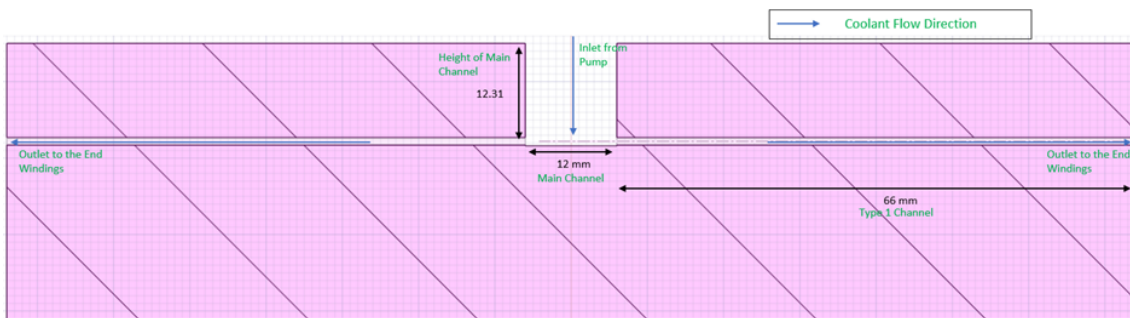 Coolant Flow Direction
Height of Main
Channel
12.31
Inlet from
Pump
Outlet to the End
Windings
12 mm
Main Channel
Outlet to the End
Windings
66 mm
Type 1 Channel